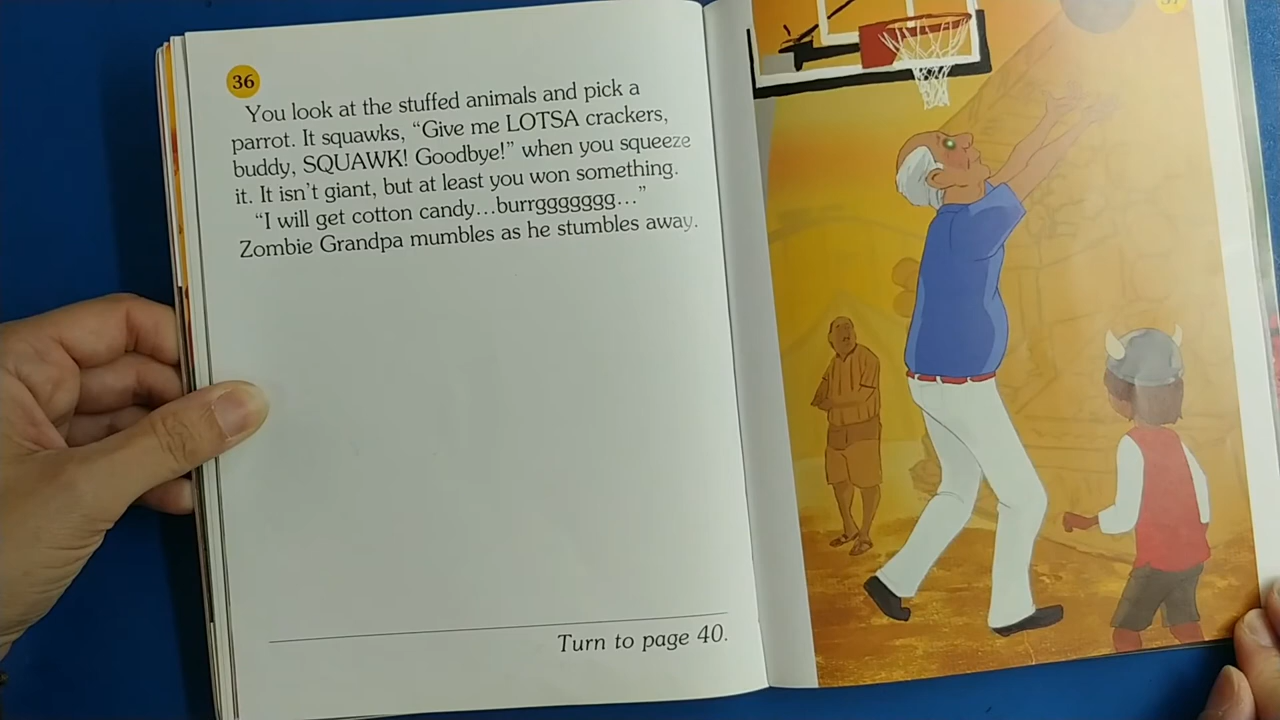 36
You look at the stuffed animals and pick a
parrot. It squawks, “Give me LOTSA crackers,
buddy, SQUAWK! Goodbye!” when you squeeze
it. It isn’t giant, but at least you won something.
“I will get cotton candy…burrggggggg…”
Zombie Grandpa mumbles as he stumbles away.
Turn to page 40.
37